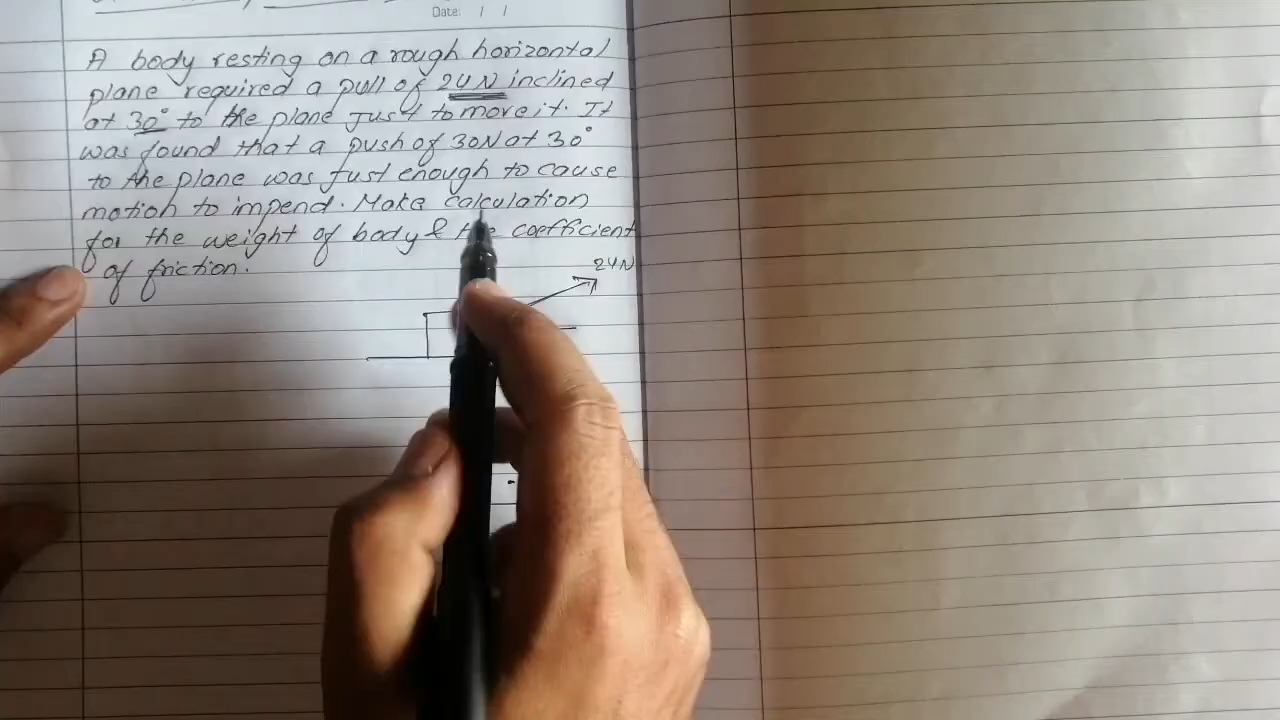 Date: / /
A body resting on a rough horizontal
plane required a pull of 24N inclined
at 30° to the plane Just to move it. It
was found that a push of 30N at 30°
to the plane was Just enough to cause
motion to impend. Make calculation
for the weight of body & the coefficient
of friction.
24N